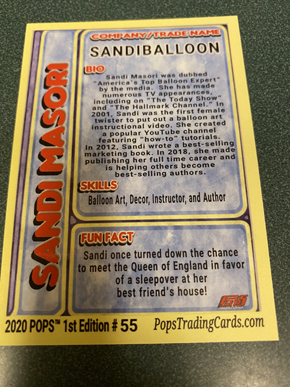 COMPANY/TRADE NAME
SANDIBALLOON
BIO
Sandi Masori was dubbed
"America's Top Balloon Expert"
by the media. She has made
numerous TV appearances,
including on "The Today Show"
and "The Hallmark Channel." In
2001, Sandi was the first female
twister to put out a balloon art
instructional video. She created
a popular YouTube channel
featuring "how-to" tutorials.
In 2012, Sandi wrote a best-selling
marketing book. In 2018, she made
publishing her full time career and
is helping others become
best-selling authors.
SKILLS
Balloon Art, Decor, Instructor, and Author
SANDI MASORI
FUN FACT
Sandi once turned down the chance
to meet the Queen of England in favor
of a sleepover at her
best friend's house!
2020 POPS™ 1st Edition # 55
PopsTradingCards.com